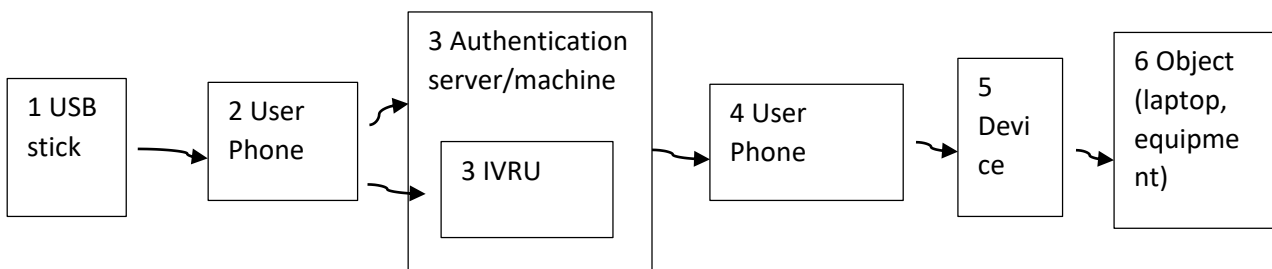 1 USB
stick
2 User
Phone
3 Authentication
server/machine
3 IVRU
4 User
Phone
5
Devi
ce
6 Object
(laptop,
equipme
nt)